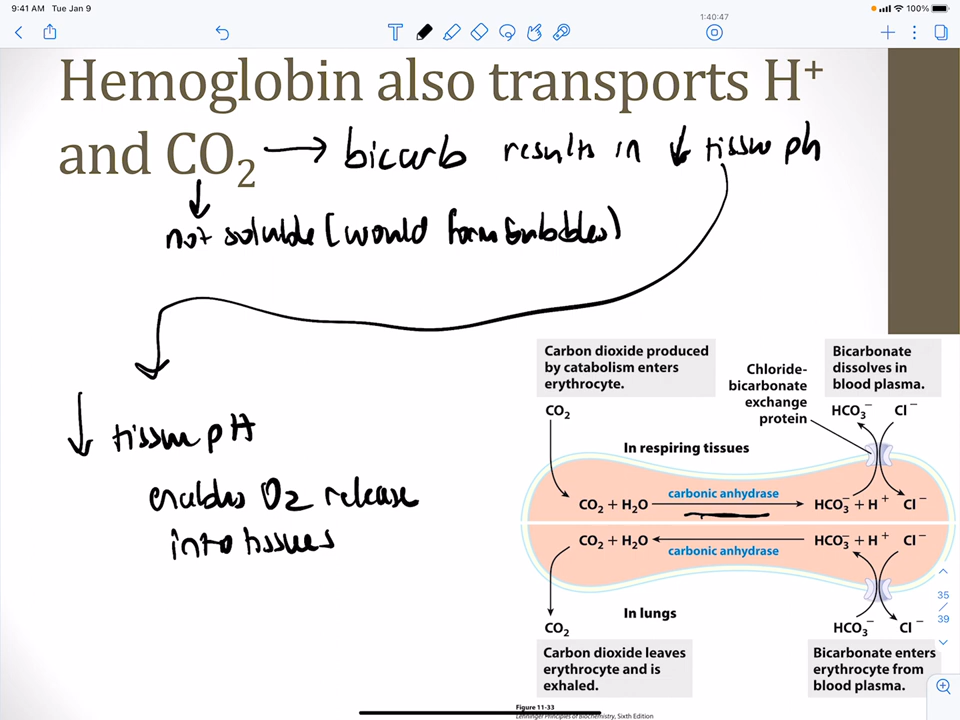 9:41 AM Tue Jan 9
100%
1:40:47
T
Hemoglobin also transports H⁺
and CO₂ → bicarb results in ↓ tissue ph
not soluble (would form bubbles)
↓ tissue pH
enables O2 release
into tissues
Carbon dioxide produced
by catabolism enters
erythrocyte.
Chloride-
bicarbonate
exchange
protein
Bicarbonate
dissolves in
blood plasma.
CO₂
HCO₃⁻ Cl⁻
In respiring tissues
CO₂ + H₂O carbonic anhydrase HCO₃⁻ + H⁺ Cl⁻
CO₂ + H₂O carbonic anhydrase HCO₃⁻ + H⁺ Cl⁻
In lungs
CO₂
HCO₃⁻ Cl⁻
Carbon dioxide leaves
erythrocyte and is
exhaled.
Bicarbonate enters
erythrocyte from
blood plasma.
35
/
39
Figure 11-33
Lehninger Principles of Biochemistry, Sixth Edition